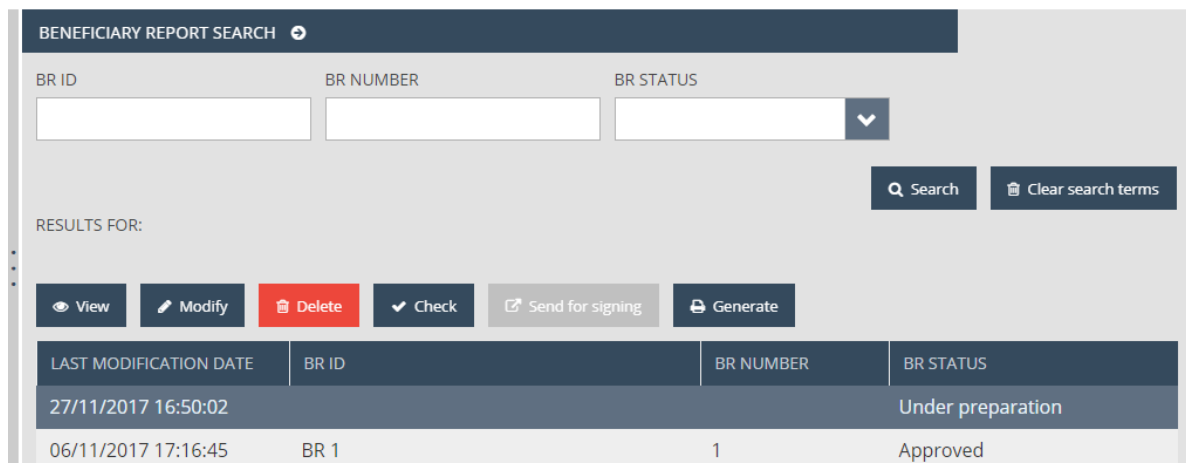 BENEFICIARY REPORT SEARCH
BR ID BR NUMBER BR STATUS
Search Clear search terms
RESULTS FOR:
View Modify Delete Check Send for signing Generate
LAST MODIFICATION DATE BR ID BR NUMBER BR STATUS
27/11/2017 16:50:02 Under preparation
06/11/2017 17:16:45 BR 1 1 Approved